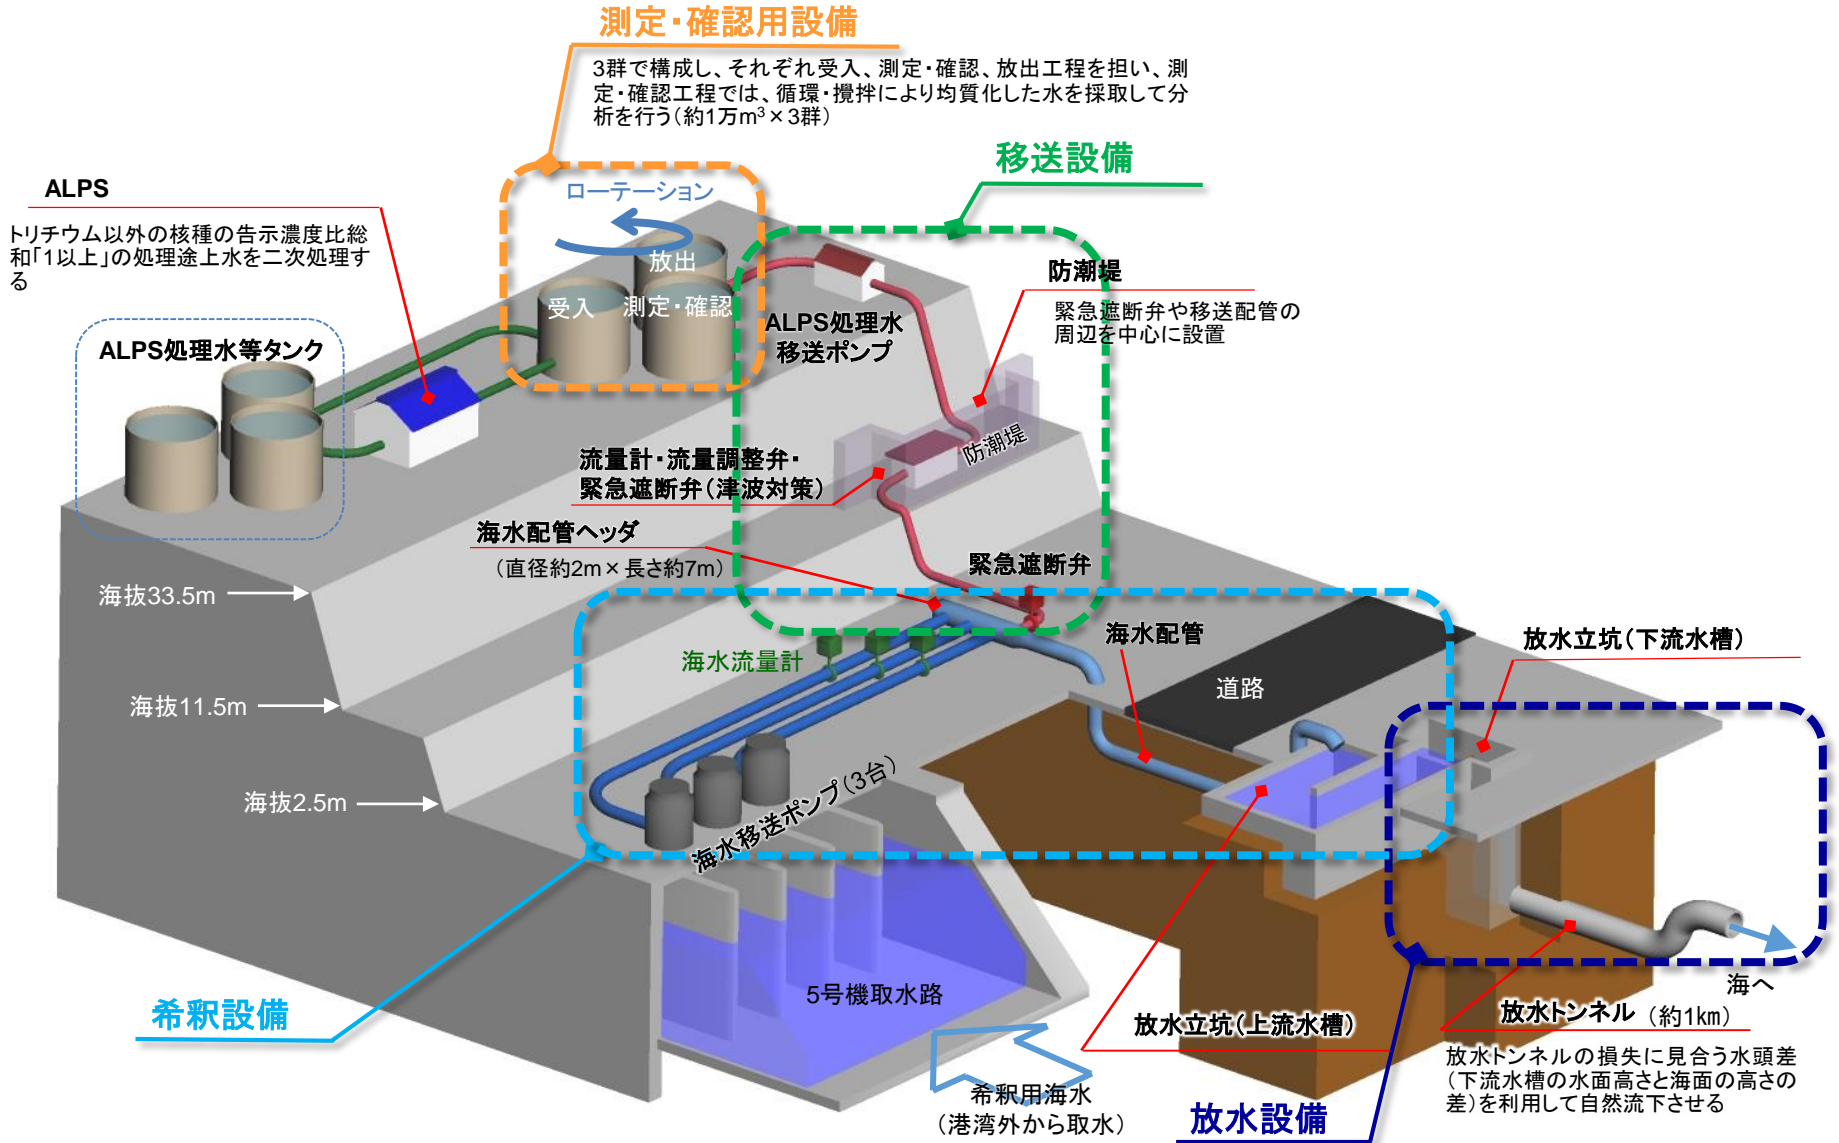 測定・確認用設備
3群で構成し、それぞれ受入、測定・確認、放出工程を担い、測
定・確認工程では、循環・攪拌により均質化した水を採取して分
析を行う(約1万m³×3群)
移送設備
ALPS
トリチウム以外の核種の告示濃度比総
和「1以上」の処理途上水を二次処理す
る
ローテーション
放出
受入
測定・確認
防潮堤
緊急遮断弁や移送配管の
周辺を中心に設置
ALPS処理水
移送ポンプ
ALPS処理水等タンク
防潮堤
流量計・流量調整弁・
緊急遮断弁(津波対策)
海水配管ヘッダ
(直径約2m×長さ約7m)
緊急遮断弁
海抜33.5m
海水配管
放水立坑(下流水槽)
海水流量計
道路
海抜11.5m
海抜2.5m
海水移送ポンプ(3台)
5号機取水路
海へ
希釈設備
放水立坑(上流水槽)
放水トンネル (約1km)
放水トンネルの損失に見合う水頭差
(下流水槽の水面高さと海面の高さの
差)を利用して自然流下させる
希釈用海水
(港湾外から取水)
放水設備